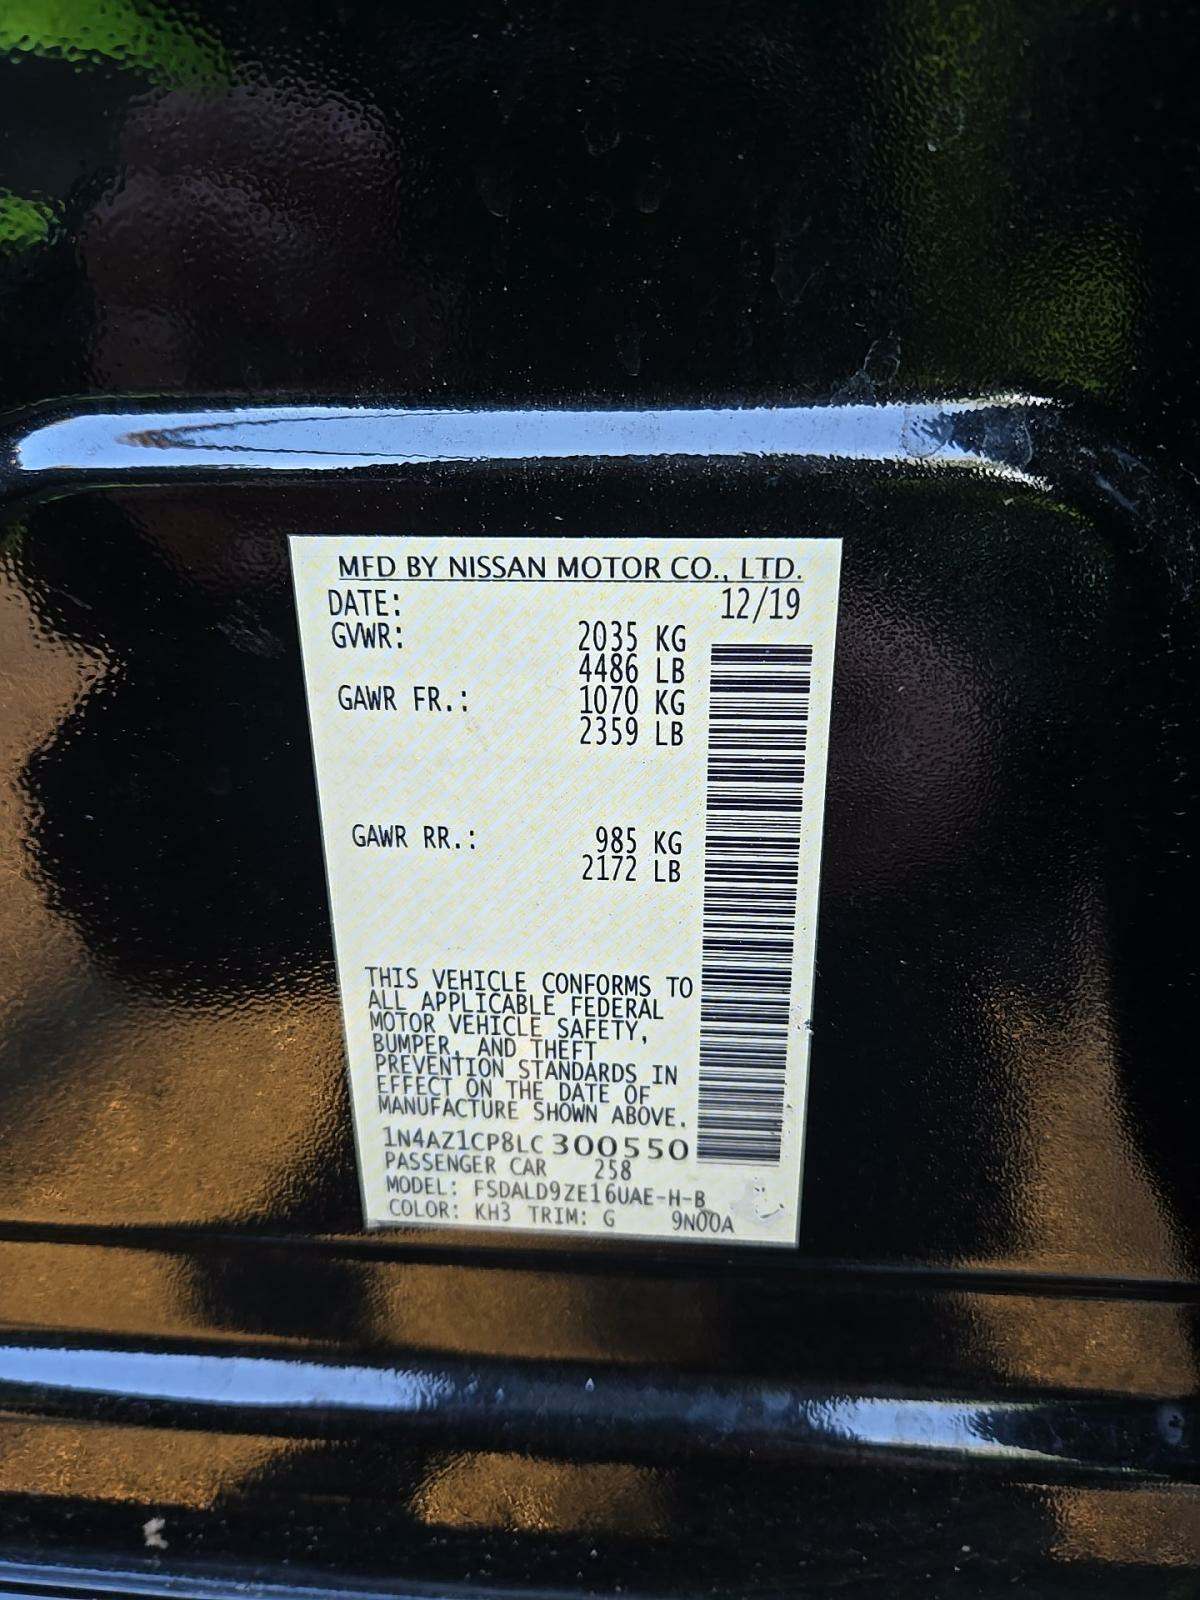 MFD BY NISSAN MOTOR CO., LTD.
DATE: 12/19
GVWR: 2035 KG
4486 LB
GAWR FR.: 1070 KG
2359 LB
GAWR RR.: 985 KG
2172 LB
THIS VEHICLE CONFORMS TO
ALL APPLICABLE FEDERAL
MOTOR VEHICLE SAFETY,
BUMPER, AND THEFT
PREVENTION STANDARDS IN
EFFECT ON THE DATE OF
MANUFACTURE SHOWN ABOVE.
1N4AZ1CP8LC300550
PASSENGER CAR 258
MODEL: FSDALD9ZE16UAE-H-B
COLOR: KH3 TRIM: G 9N00A